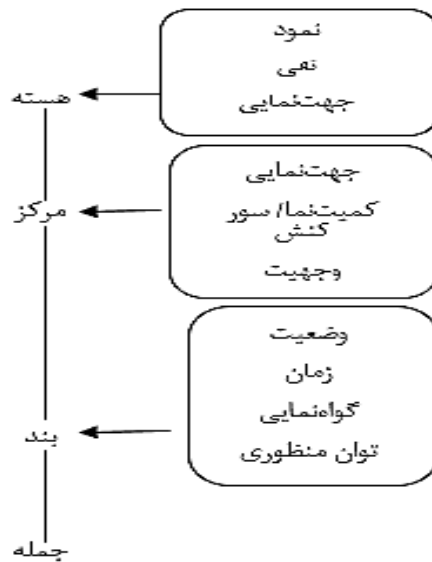 نمود
نفی
جهت‌نمایی
هسته
جهت‌نمایی
کمیت‌نما/ سور
کنش
وجهیت
مرکز
وضعیت
زمان
گواه‌نمایی
توان منظوری
بند
جمله